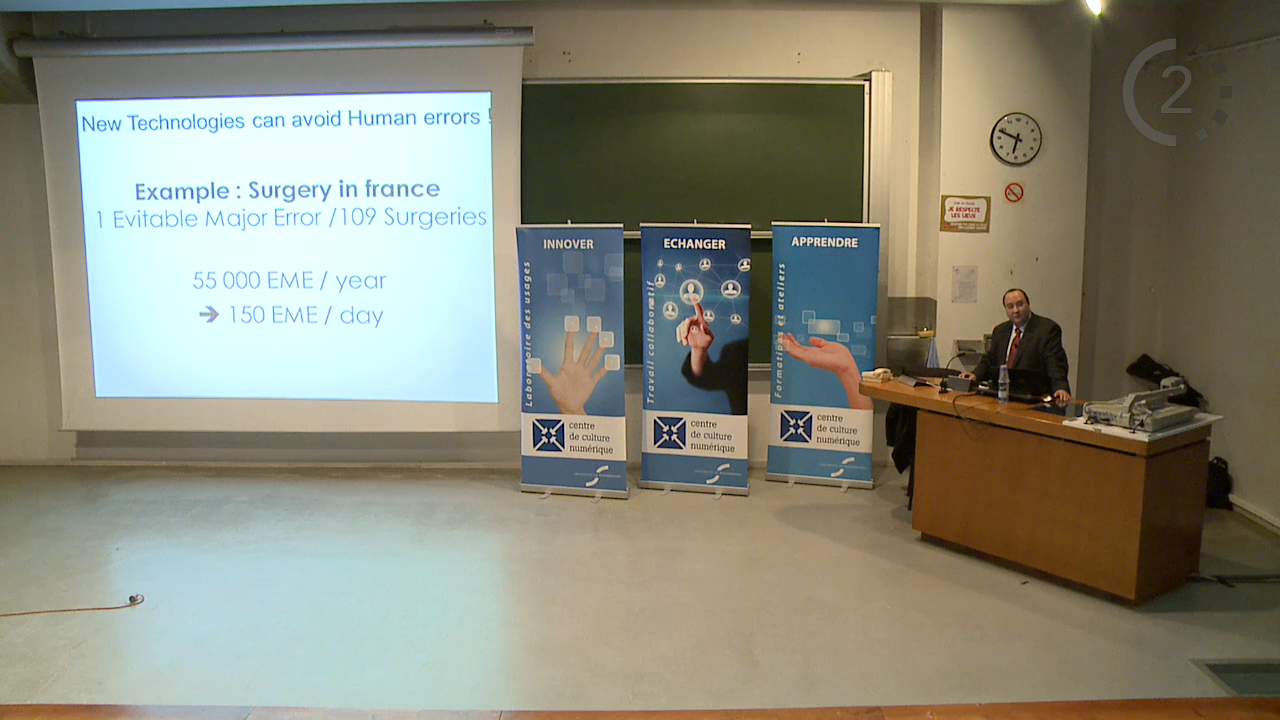 New Technologies can avoid Human errors !
Example : Surgery in france
1 Evitable Major Error /109 Surgeries
55 000 EME / year
➔ 150 EME / day
INNOVER
Laboratoire des usages
centre
de culture
numérique
ECHANGER
Travail collaboratif
centre
de culture
numérique
APPRENDRE
Formations et ateliers
centre
de culture
numérique
JE RESPECTE
LES LIEUX
2